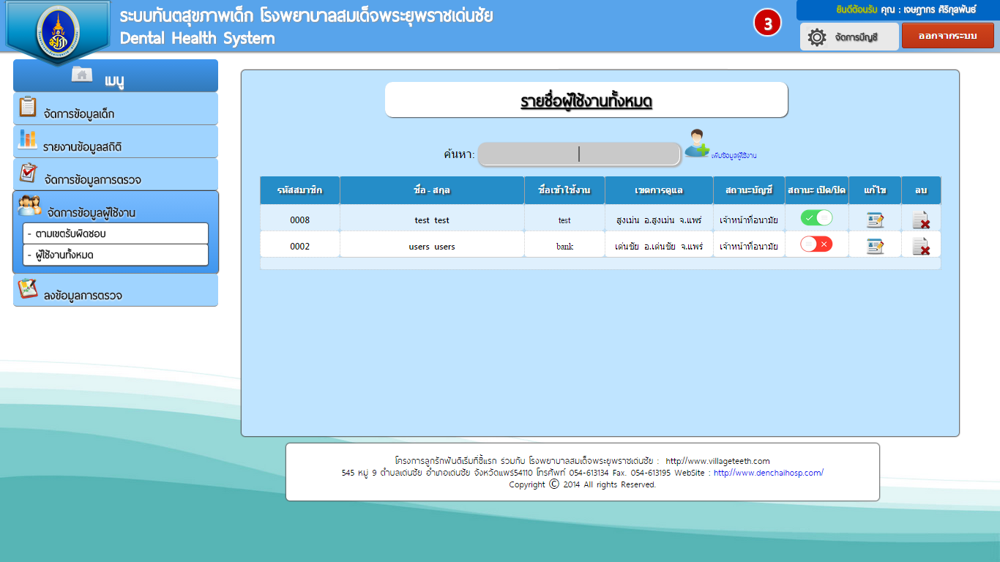 ระบบทันตสุขภาพเด็ก โรงพยาบาลสมเด็จพระยุพราชเด่นชัย
Dental Health System
3
ยินดีต้อนรับ คุณ : เจษฎากร ศิริกุลพันธ์
จัดการบัญชี
ออกจากระบบ
เมนู
จัดการข้อมูลเด็ก
รายงานข้อมูลสถิติ
จัดการข้อมูลการตรวจ
จัดการข้อมูลผู้ใช้งาน
- ตามเขตรับผิดชอบ
- ผู้ใช้งานทั้งหมด
ลงข้อมูลการตรวจ
รายชื่อผู้ใช้งานทั้งหมด
ค้นหา:
เพิ่มข้อมูลผู้ใช้งาน
รหัสสมาชิก ชื่อ - สกุล ชื่อเข้าใช้งาน เขตการดูแล สถานะบัญชี สถานะ เปิด/ปิด แก้ไข ลบ
0008 test test test สูงเม่น อ.สูงเม่น จ.แพร่ เจ้าหน้าที่อนามัย
0002 users users bank เด่นชัย อ.เด่นชัย จ.แพร่ เจ้าหน้าที่อนามัย
โครงการลูกรักฟันดีเริ่มที่ซี่แรก ร่วมกับ โรงพยาบาลสมเด็จพระยุพราชเด่นชัย : http://www.villageteeth.com
545 หมู่ 9 ตำบลเด่นชัย อำเภอเด่นชัย จังหวัดแพร่54110 โทรศัพท์ 054-613134 Fax. 054-613195 WebSite : http://www.denchaihosp.com/
Copyright © 2014 All rights Reserved.